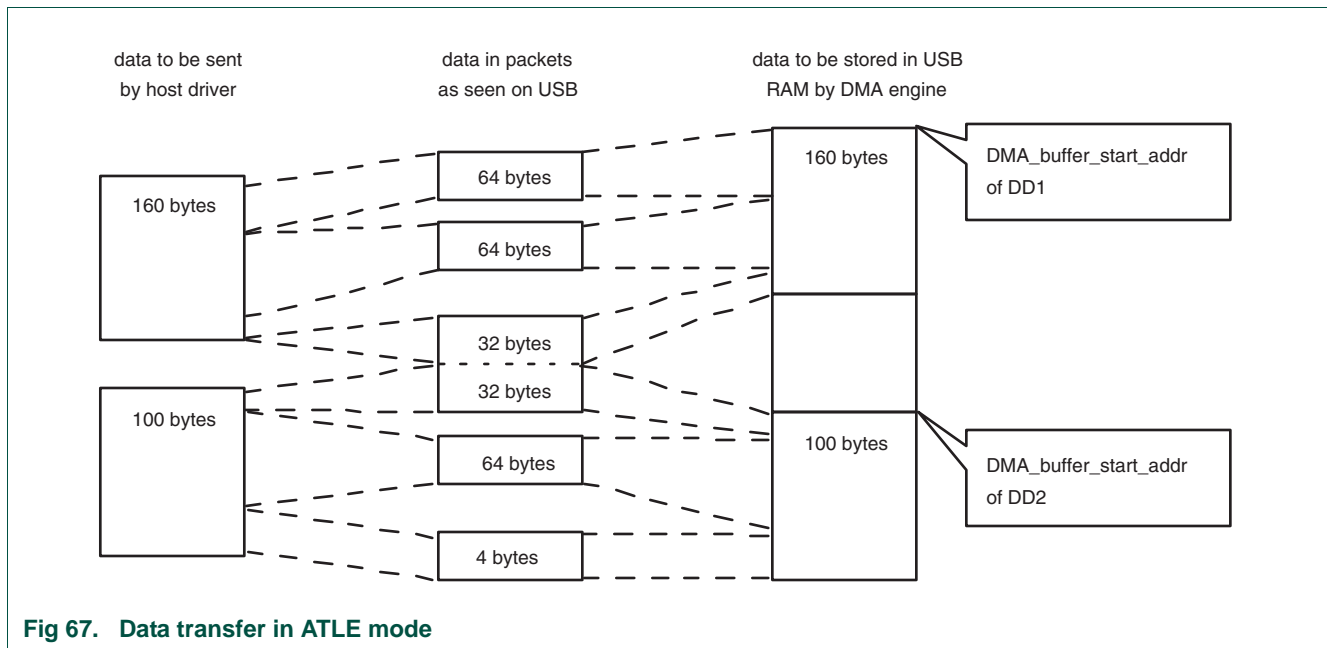 data to be sent
by host driver
data in packets
as seen on USB
data to be stored in USB
RAM by DMA engine
160 bytes
100 bytes
64 bytes
64 bytes
32 bytes
32 bytes
64 bytes
4 bytes
160 bytes
100 bytes
DMA_buffer_start_addr
of DD1
DMA_buffer_start_addr
of DD2
Fig 67. Data transfer in ATLE mode